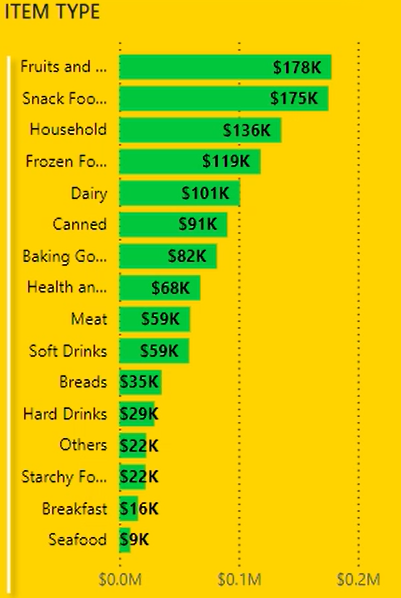 ITEM TYPE
Fruits and ... $178K
Snack Foo... $175K
Household $136K
Frozen Fo... $119K
Dairy $101K
Canned $91K
Baking Go... $82K
Health an... $68K
Meat $59K
Soft Drinks $59K
Breads $35K
Hard Drinks $29K
Others $22K
Starchy Fo... $22K
Breakfast $16K
Seafood $9K
$0.0M $0.1M $0.2M